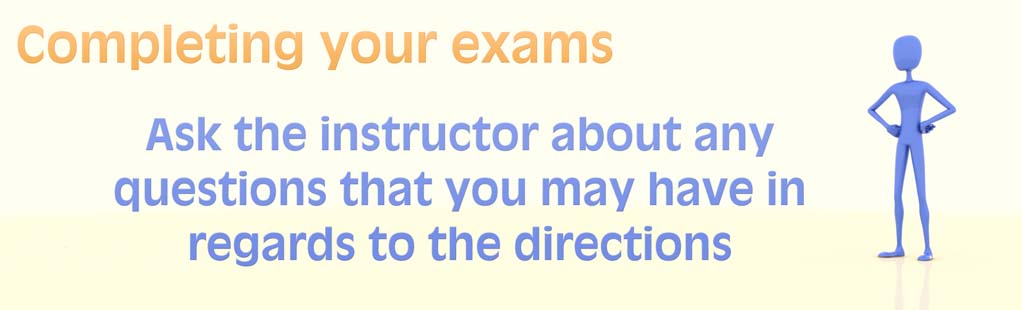 Completing your exams
Ask the instructor about any
questions that you may have in
regards to the directions